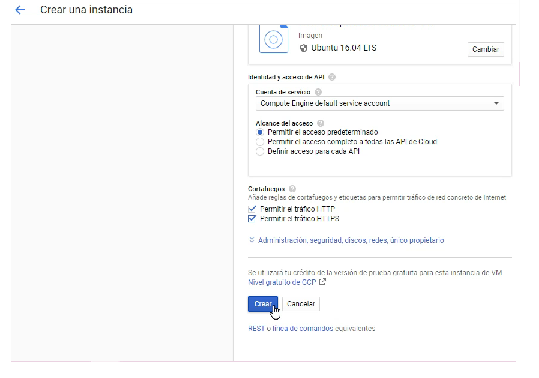 Crear una instancia
Imagen
Ubuntu 16.04 LTS
Cambiar
Identidad y acceso de API
Cuenta de servicio
Compute Engine default service account
Alcance del acceso
Permitir el acceso predeterminado
Permitir el acceso completo a todas las API de Cloud
Definir acceso para cada API
Cortafuegos
Añade reglas de cortafuegos y etiquetas para permitir tráfico de red concreto de Internet
Permitir el tráfico HTTP
Permitir el tráfico HTTPS
Administración, seguridad, discos, redes, único propietario
Se utilizará tu crédito de la versión de prueba gratuita para esta instancia de VM
Nivel gratuito de GCP
Crear
Cancelar
REST o línea de comandos equivalentes